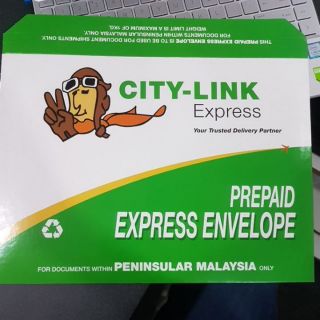 THIS PREPAID EXPRESS ENVELOPE IS TO USED FOR DOCUMENT SHIPMENTS ONLY.
FOR DOCUMENTS WITHIN PENINSULAR MALAYSIA ONLY.
WEIGHT LIMIT IS A MAXIMUM OF 1KG.
CITY-LINK
Express
Your Trusted Delivery Partner
PREPAID
EXPRESS ENVELOPE
FOR DOCUMENTS WITHIN PENINSULAR MALAYSIA ONLY